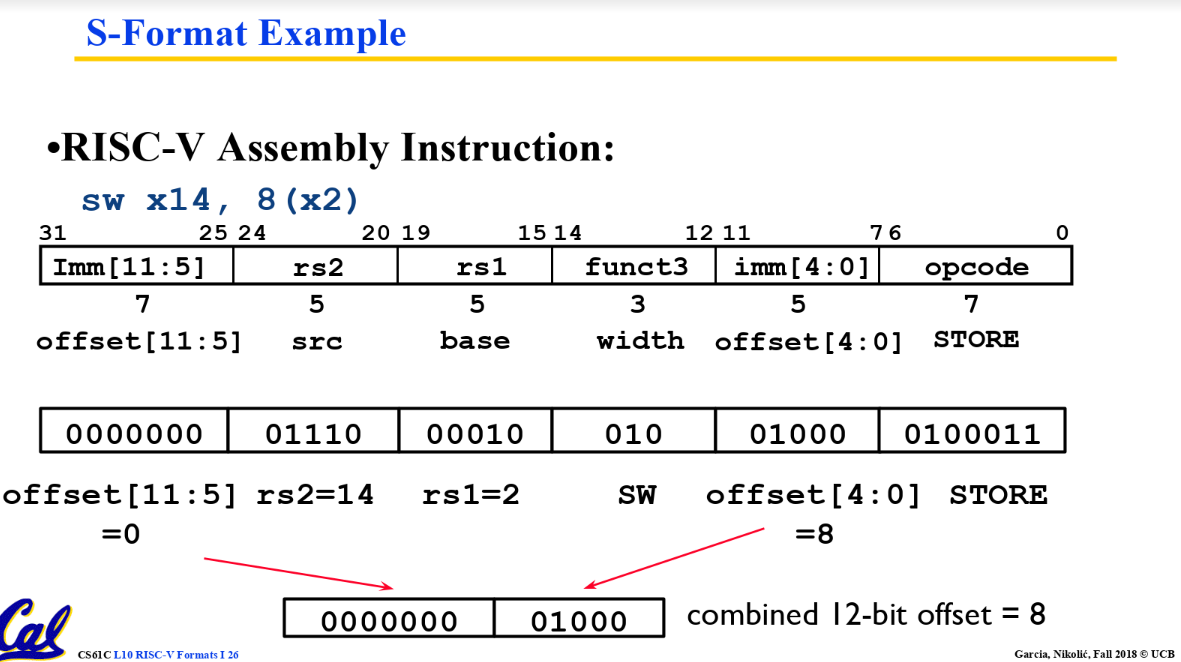 S-Format Example
•RISC-V Assembly Instruction:
sw x14, 8(x2)
31 25 24 20 19 15 14 12 11 7 6 0
Imm[11:5] rs2 rs1 funct3 imm[4:0] opcode
7 5 5 3 5 7
offset[11:5] src base width offset[4:0] STORE
0000000 01110 00010 010 01000 0100011
offset[11:5] rs2=14 rs1=2 SW offset[4:0] STORE
=0 =8
0000000 01000 combined 12-bit offset = 8
Cal
CS61C L10 RISC-V Formats I 26
Garcia, Nikolić, Fall 2018 © UCB